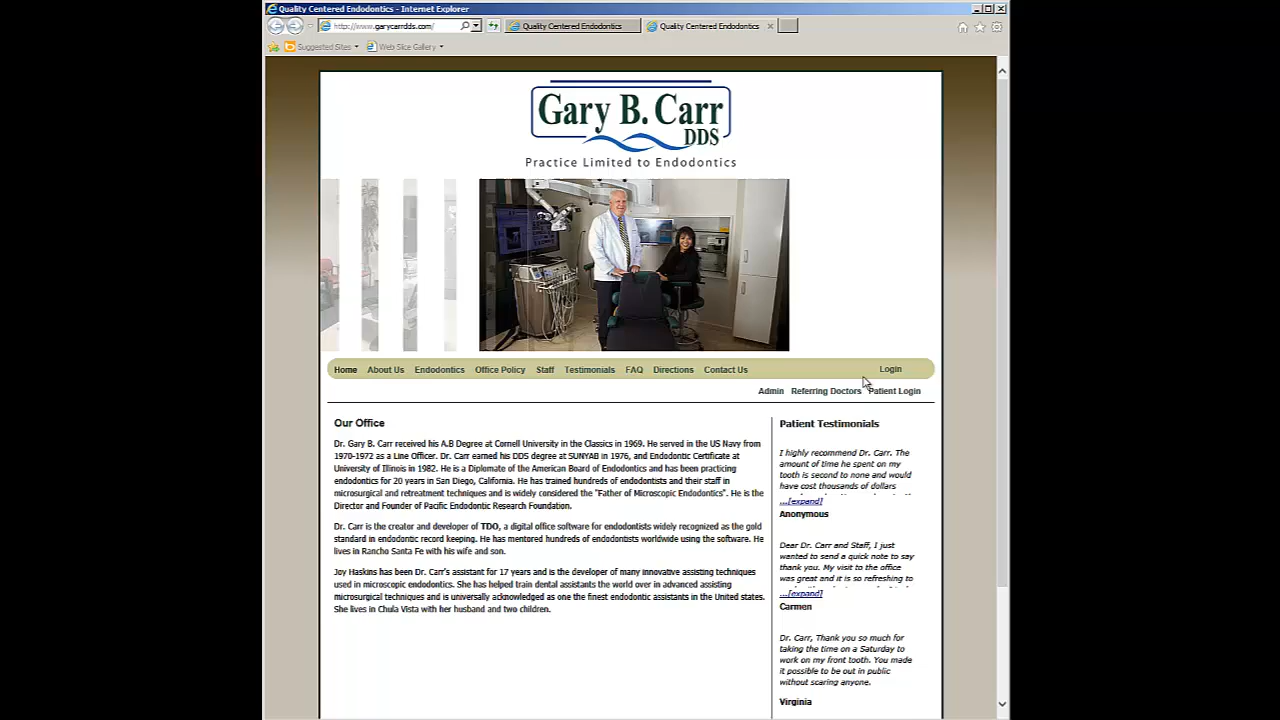 Quality Centered Endodontics - Internet Explorer
http://www.garycarrdds.com/
Quality Centered Endodontics
Quality Centered Endodontics
Suggested Sites
Web Slice Gallery
Gary B. Carr
DDS
Practice Limited to Endodontics
Home About Us Endodontics Office Policy Staff Testimonials FAQ Directions Contact Us Login
Admin Referring Doctors Patient Login
Our Office
Dr. Gary B. Carr received his A.B Degree at Cornell University in the Classics in 1969. He served in the US Navy from
1970-1972 as a Line Officer. Dr. Carr earned his DDS degree at SUNYAB in 1976, and Endodontic Certificate at
University of Illinois in 1982. He is a Diplomate of the American Board of Endodontics and has been practicing
endodontics for 20 years in San Diego, California. He has trained hundreds of endodontists and their staff in
microsurgical and retreatment techniques and is widely considered the "Father of Microscopic Endodontics". He is the
Director and Founder of Pacific Endodontic Research Foundation.
Dr. Carr is the creator and developer of TDO, a digital office software for endodontists widely recognized as the gold
standard in endodontic record keeping. He has mentored hundreds of endodontists worldwide using the software. He
lives in Rancho Santa Fe with his wife and son.
Joy Haskins has been Dr. Carr's assistant for 17 years and is the developer of many innovative assisting techniques
used in microscopic endodontics. She has helped train dental assistants the world over in advanced assisting
microsurgical techniques and is universally acknowledged as one the finest endodontic assistants in the United states.
She lives in Chula Vista with her husband and two children.
Patient Testimonials
I highly recommend Dr. Carr. The
amount of time he spent on my
tooth is second to none and would
have cost thousands of dollars
...[expand]
Anonymous
Dear Dr. Carr and Staff, I just
wanted to send a quick note to say
thank you. My visit to the office
was great and it is so refreshing to
...[expand]
Carmen
Dr. Carr, Thank you so much for
taking the time on a Saturday to
work on my front tooth. You made
it possible to be out in public
without scaring anyone.
Virginia